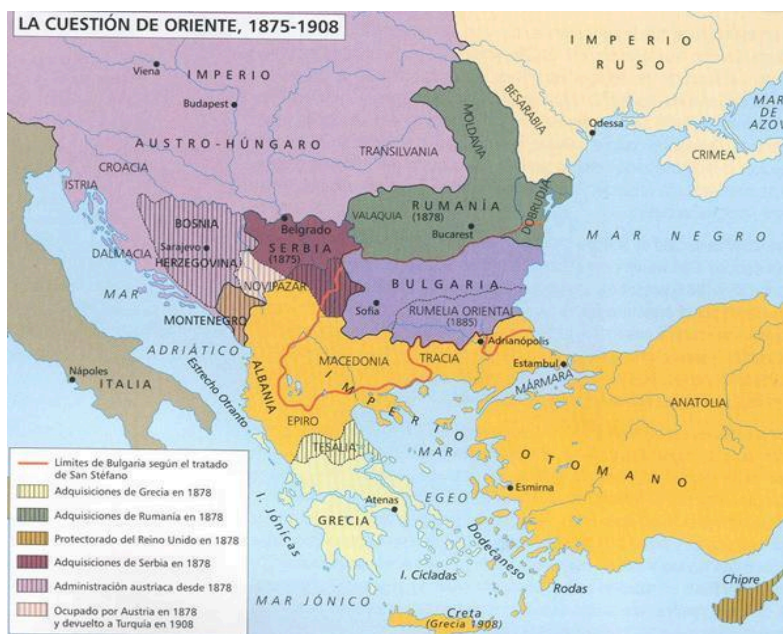 LA CUESTIÓN DE ORIENTE, 1875-1908
Viena
IMPERIO
Budapest
AUSTRO-HÚNGARO
CROACIA
TRANSILVANIA
ISTRIA
BESARABIA
MOLDAVIA
IMPERIO
RUSO
MAR
DE
AZOV
Odessa
CRIMEA
BOSNIA
Sarajevo
HERZEGOVINA
DALMACIA
Belgrado
SERBIA
(1875)
VALAQUIA
RUMANÍA
(1878)
Bucarest
DOBRUDJA
MAR NEGRO
NOVIPAZAR
MONTENEGRO
BULGARIA
Sofía
RUMELIA ORIENTAL
(1885)
MAR
ADRIÁTICO
Nápoles
ITALIA
Estrecho Otranto
ALBANIA
MACEDONIA
TRACIA
Adrianópolis
Estambul
MÁRMARA
ANATOLIA
IMPERIO
OTOMANO
EPIRO
TESALIA
MAR
EGEO
Esmirna
I. Jónicas
GRECIA
Atenas
I. Cicladas
Dodecaneso
Rodas
Chipre
MAR JÓNICO
Creta
(Grecia 1908)
Límites de Bulgaria según el tratado
de San Stéfano
Adquisiciones de Grecia en 1878
Adquisiciones de Rumanía en 1878
Protectorado del Reino Unido en 1878
Adquisiciones de Serbia en 1878
Administración austriaca desde 1878
Ocupado por Austria en 1878
y devuelto a Turquía en 1908